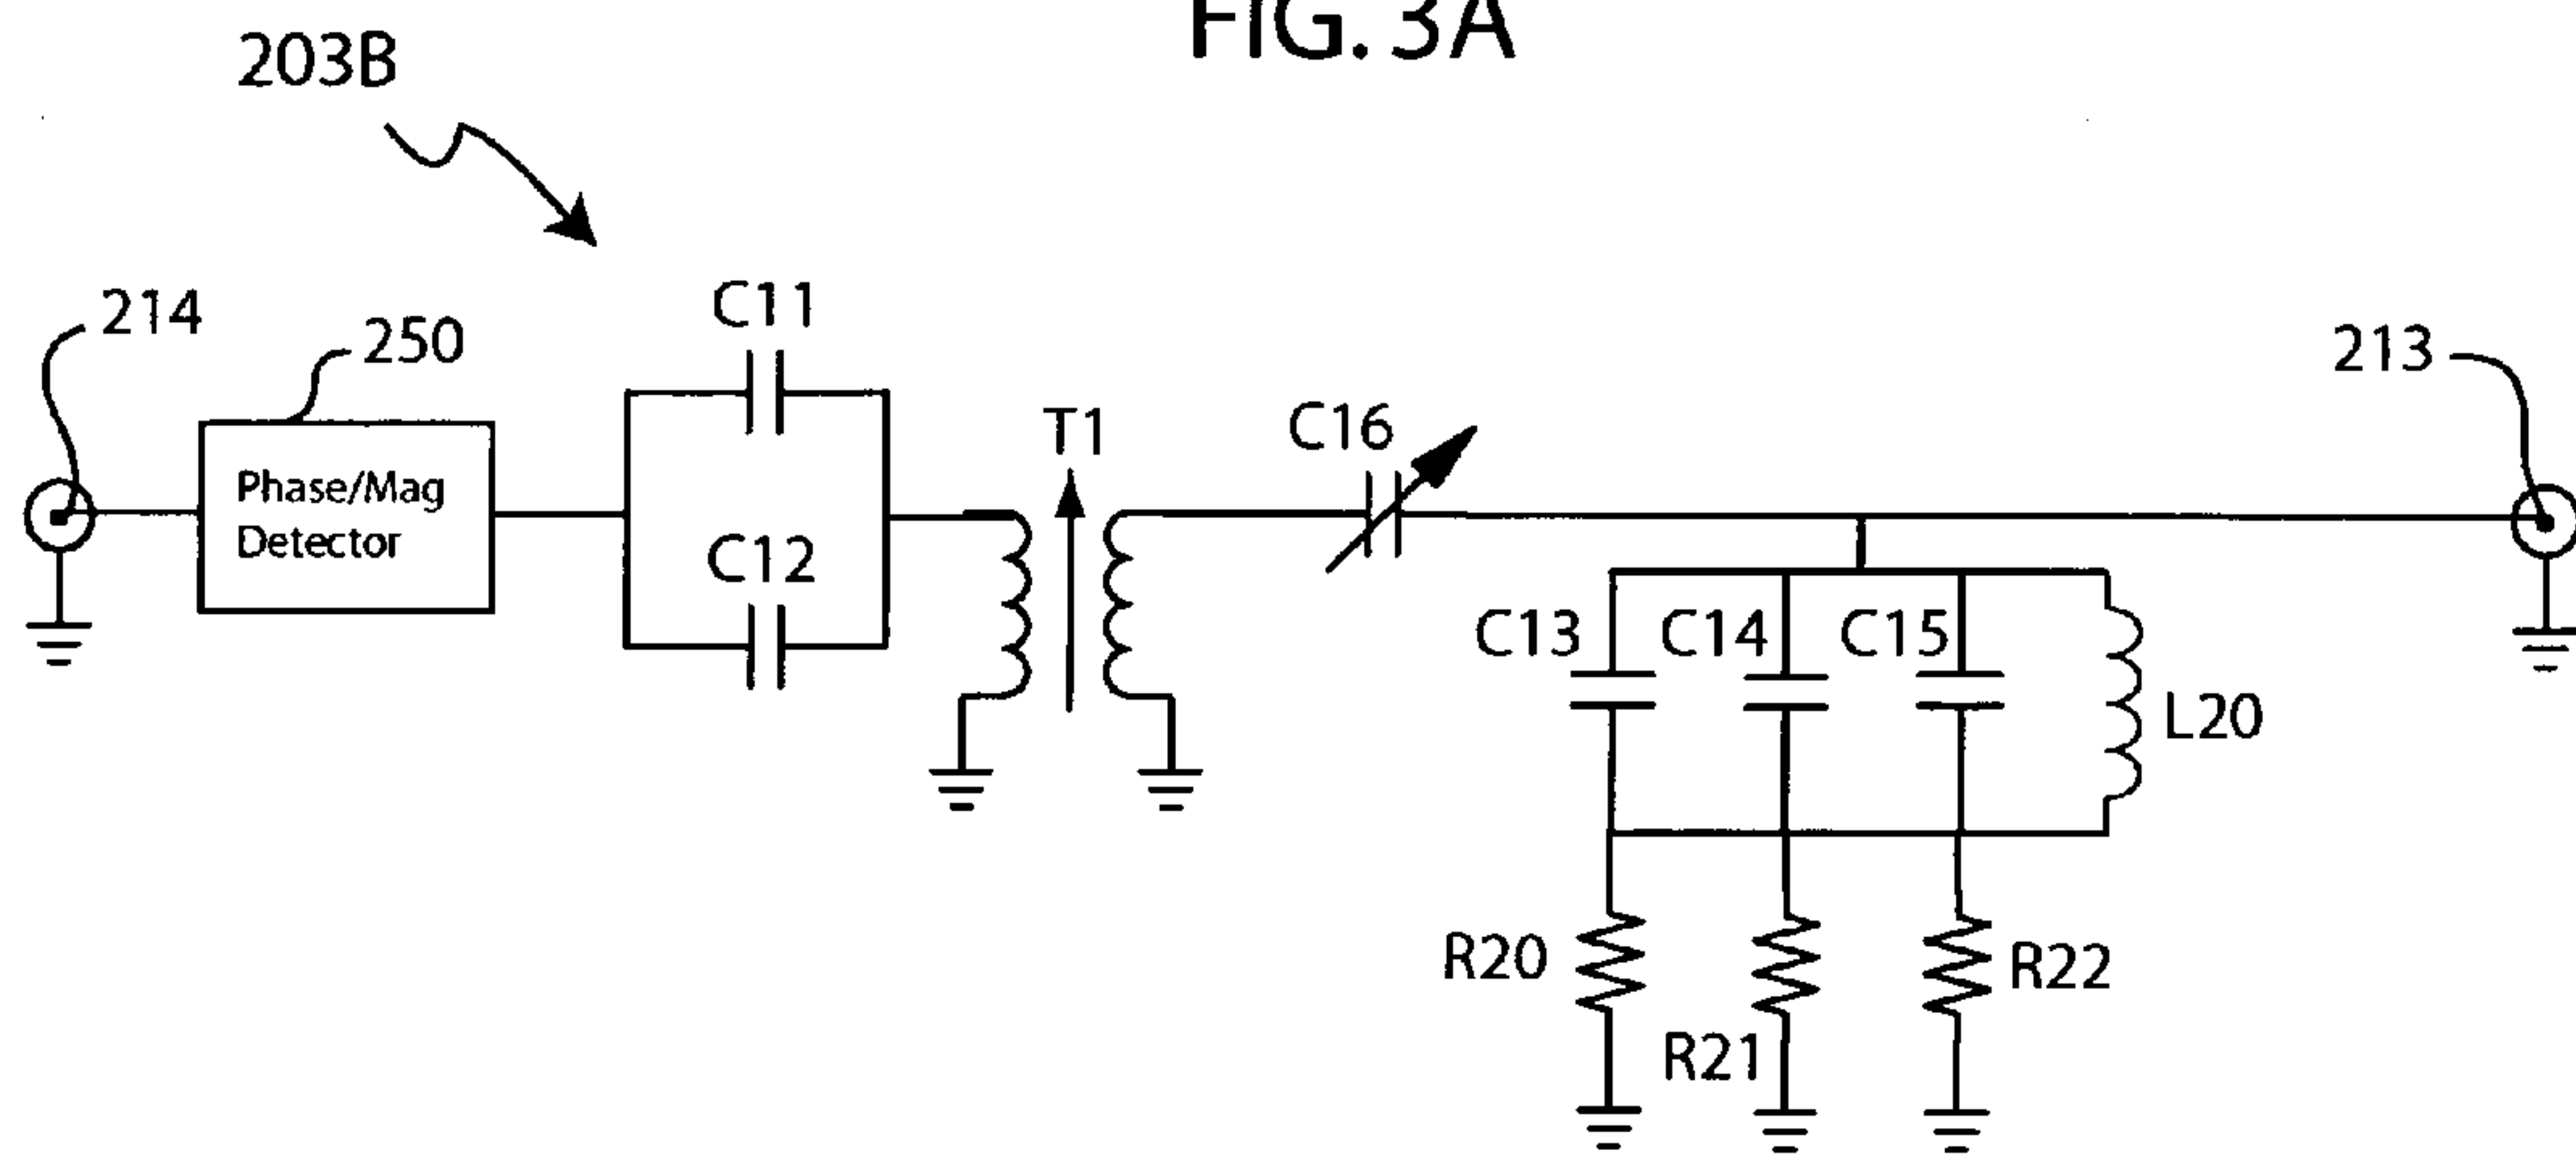 FIG. 3A
203B
214
250
C11
213
T1
C16
Phase/Mag
Detector
C12
C13
C14
C15
L20
R20
R22
R21